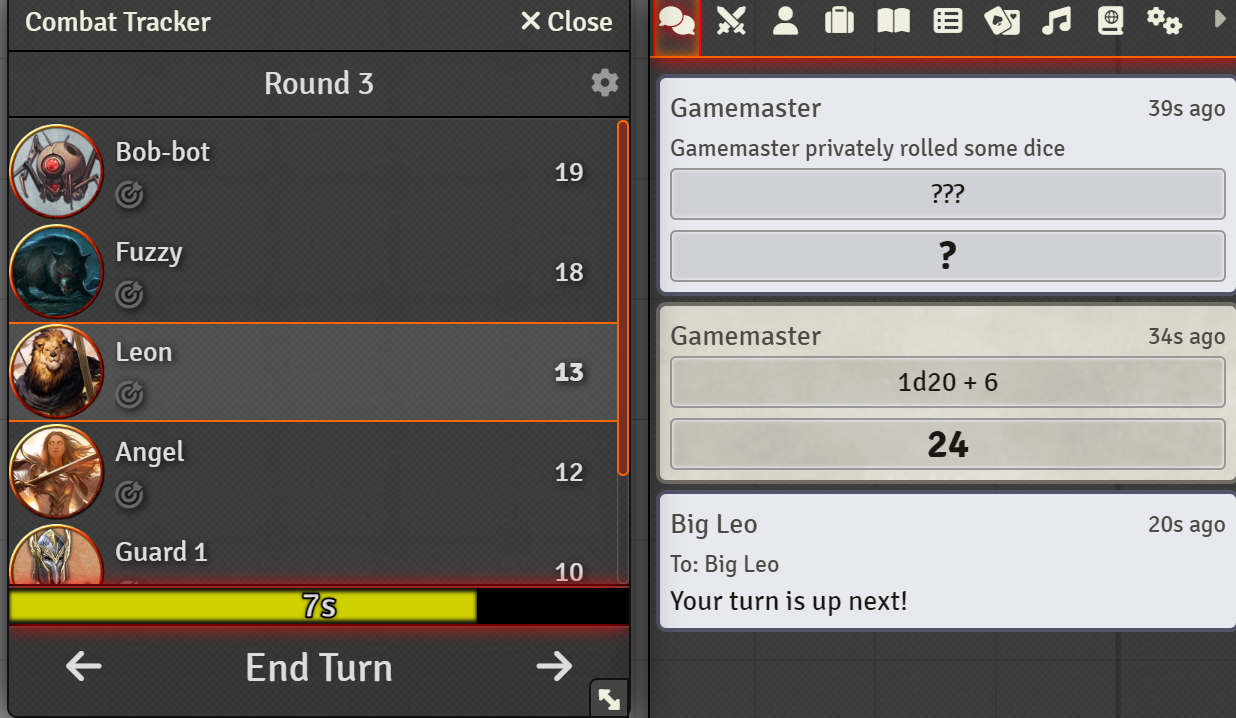 Combat Tracker
Close
Round 3
Bob-bot
19
Fuzzy
18
Leon
13
Angel
12
Guard 1
10
7s
End Turn
Gamemaster
39s ago
Gamemaster privately rolled some dice
???
?
Gamemaster
34s ago
1d20 + 6
24
Big Leo
20s ago
To: Big Leo
Your turn is up next!